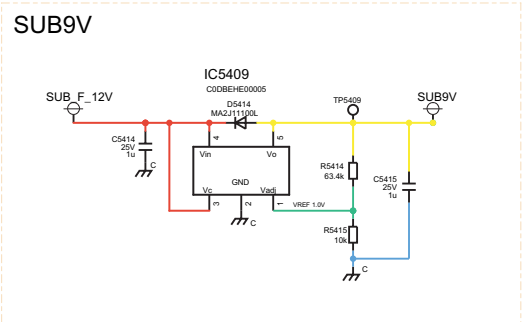 SUB9V
IC5409
C0DBEHE00005
SUB_F_12V
D5414
MA2J11100L
TP5409
SUB9V
C5414
25V
1u
C
4
5
Vin
Vo
GND
Vc
Vadj
3
2
1
C
VREF 1.0V
R5414
63.4k
C5415
25V
1u
R5415
10k
C